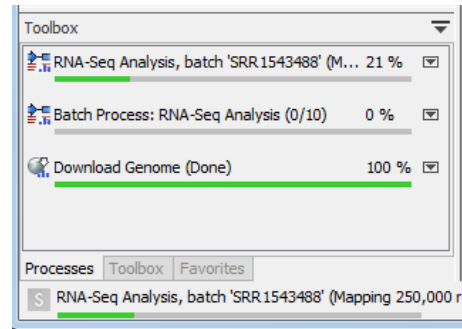 Toolbox
RNA-Seq Analysis, batch 'SRR1543488' (M... 21 %
Batch Process: RNA-Seq Analysis (0/10) 0 %
Download Genome (Done) 100 %
Processes Toolbox Favorites
S RNA-Seq Analysis, batch 'SRR1543488' (Mapping 250,000 r